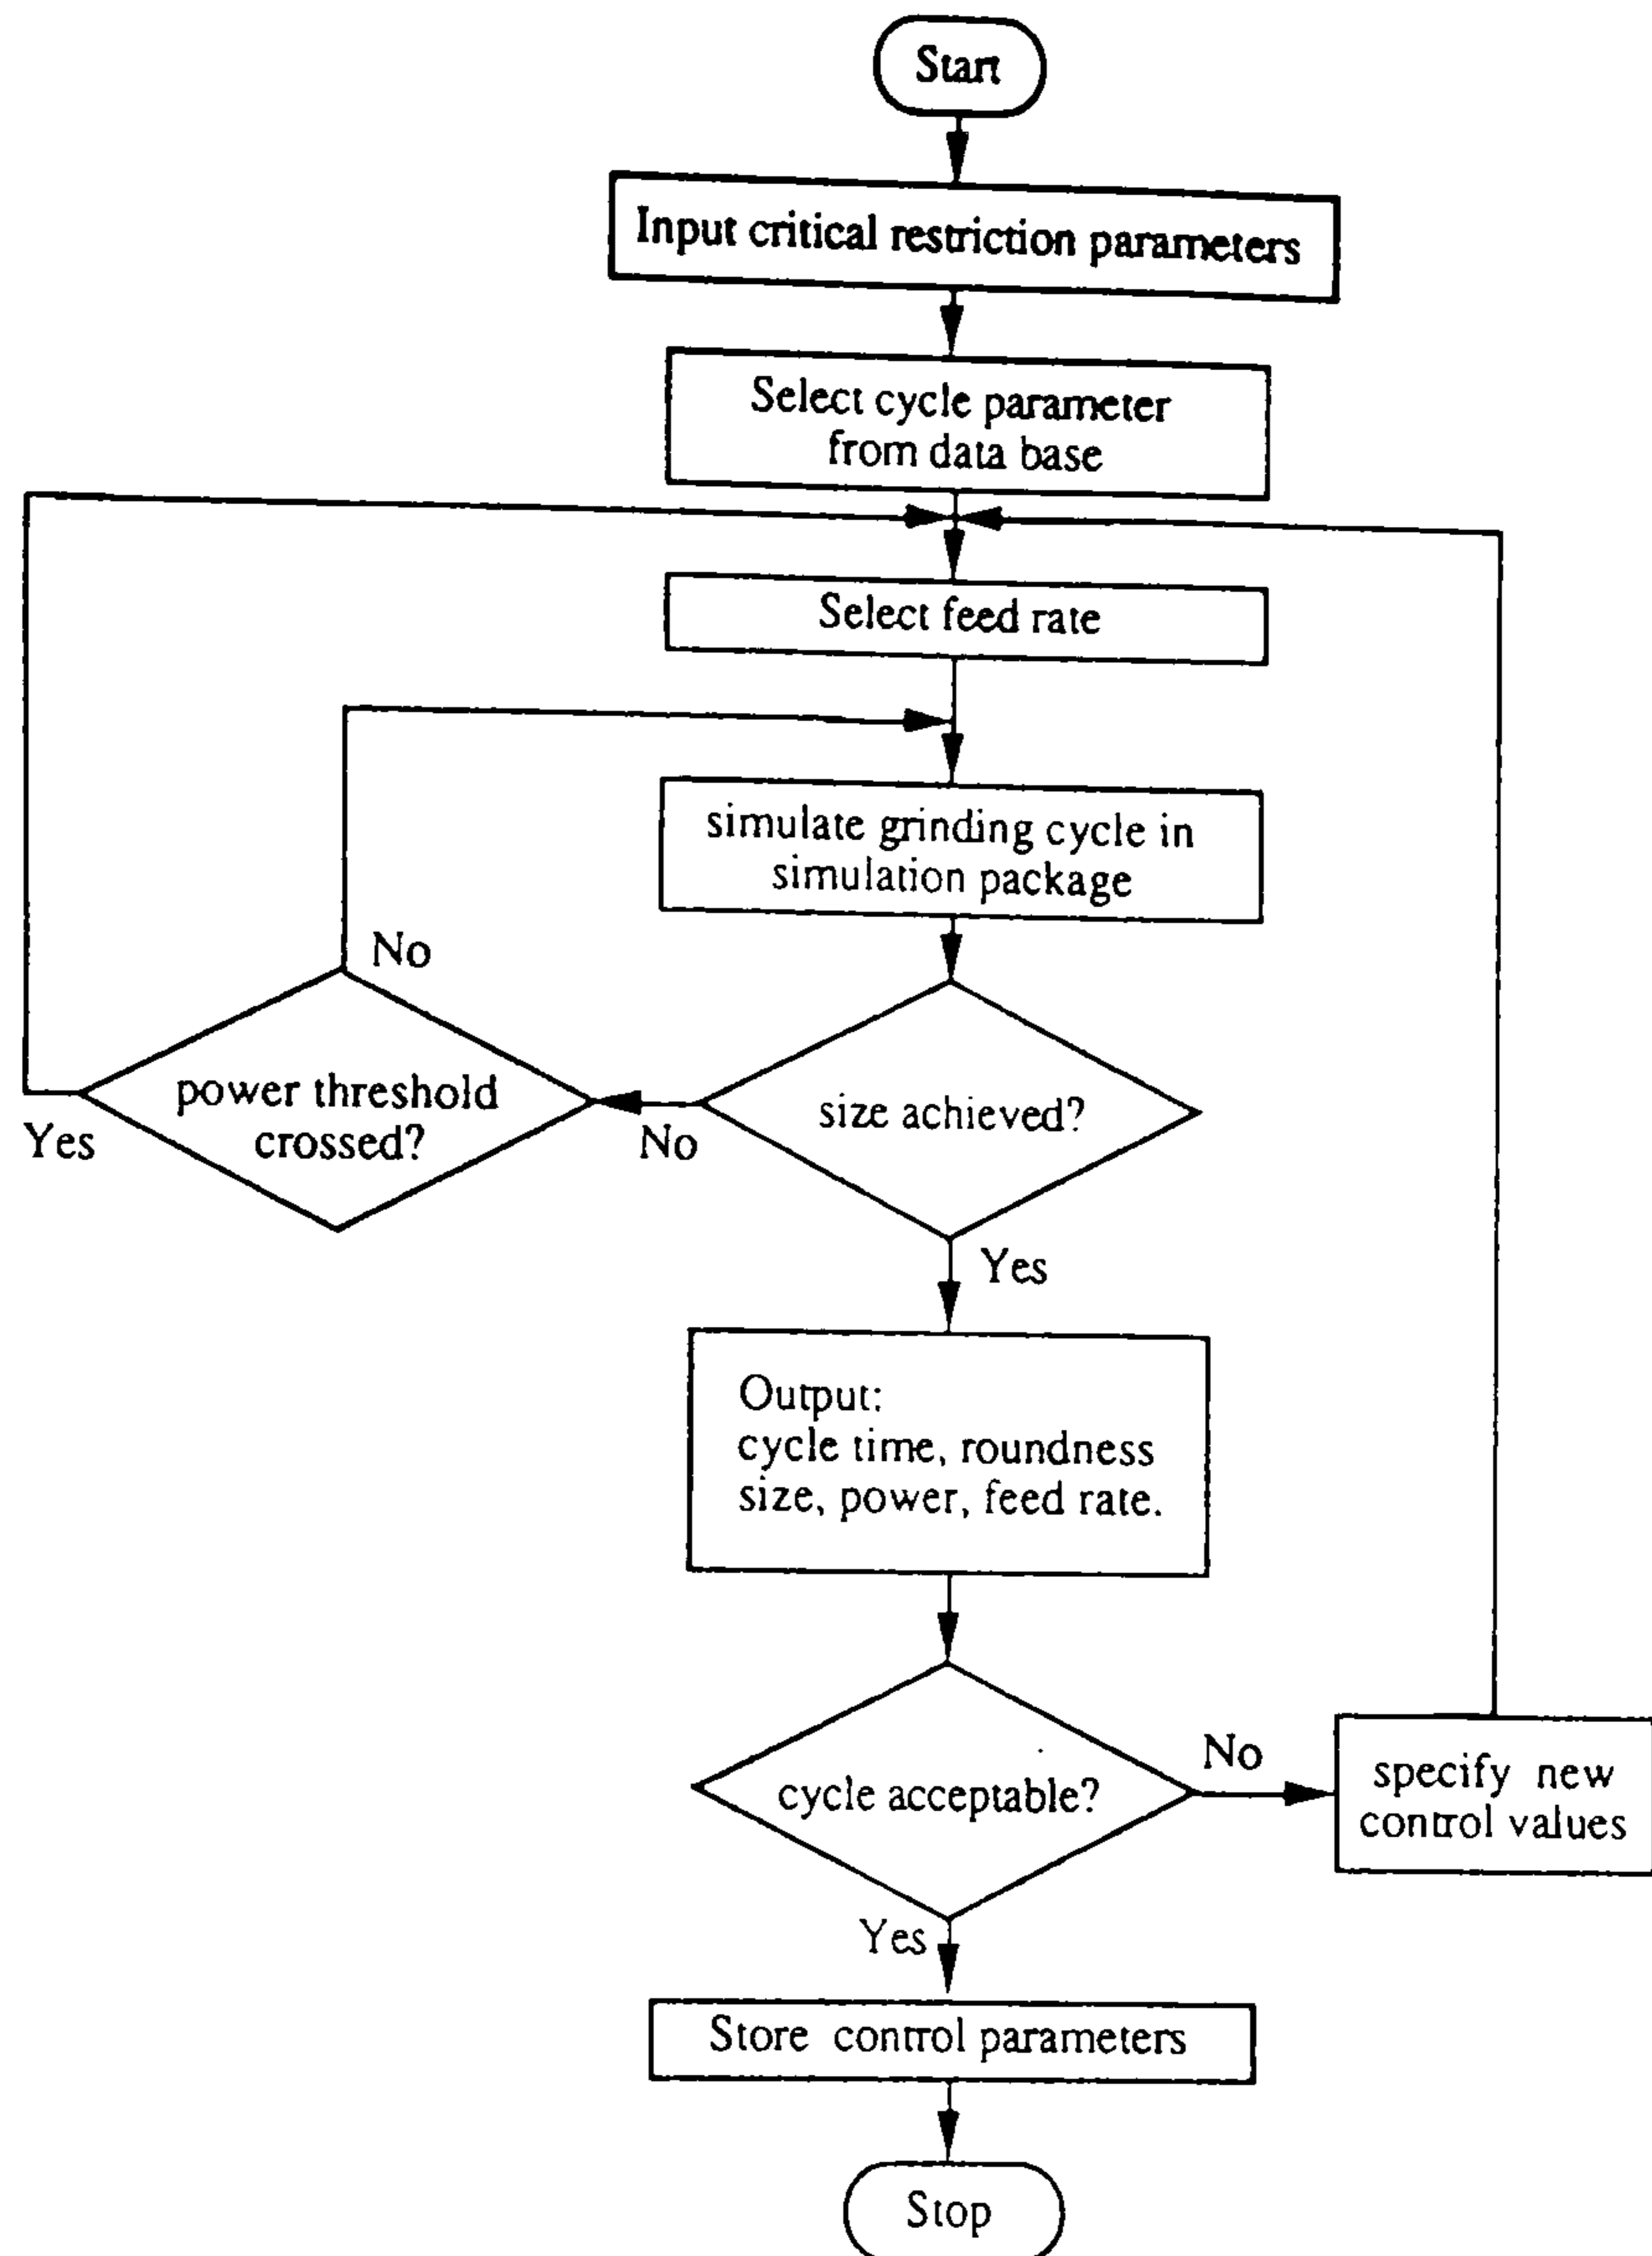 Start
Input critical restriction parameters
Select cycle parameter
from data base
Select feed rate
simulate grinding cycle in
simulation package
No
power threshold
crossed?
Yes
No
size achieved?
Yes
Output:
cycle time, roundness
size, power, feed rate.
cycle acceptable?
No
specify new
control values
Yes
Store control parameters
Stop